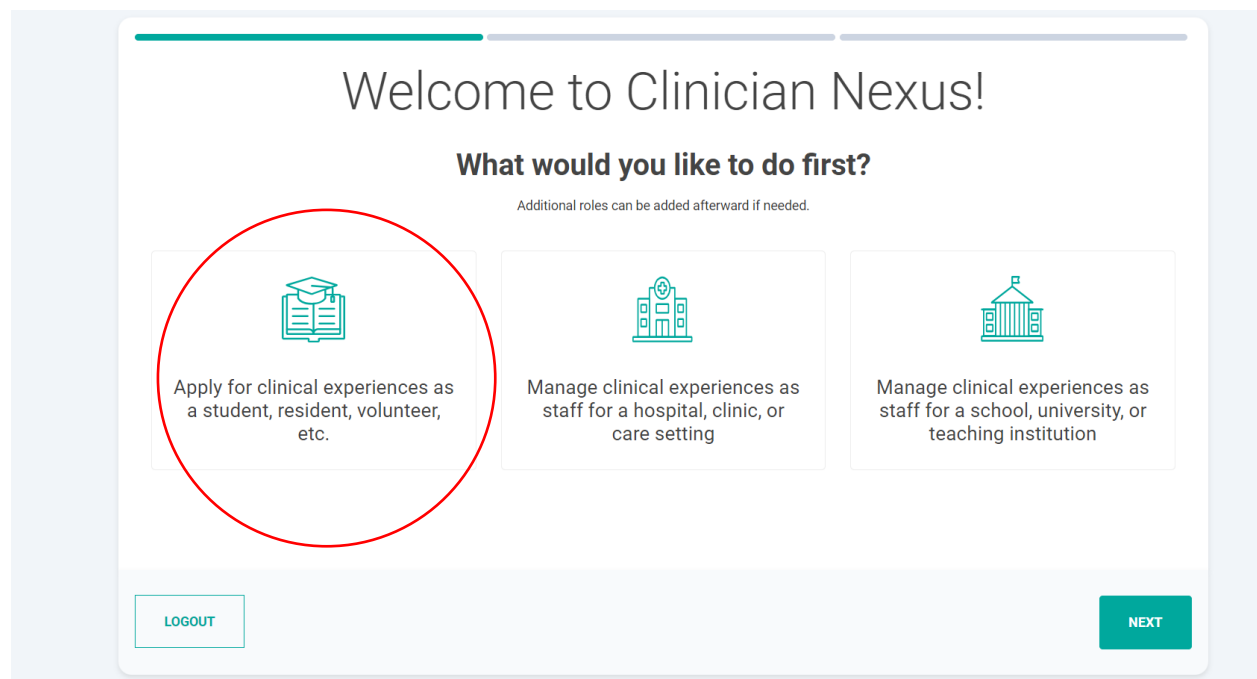 Welcome to Clinician Nexus!
What would you like to do first?
Additional roles can be added afterward if needed.
Apply for clinical experiences as
a student, resident, volunteer,
etc.
Manage clinical experiences as
staff for a hospital, clinic, or
care setting
Manage clinical experiences as
staff for a school, university, or
teaching institution
LOGOUT
NEXT